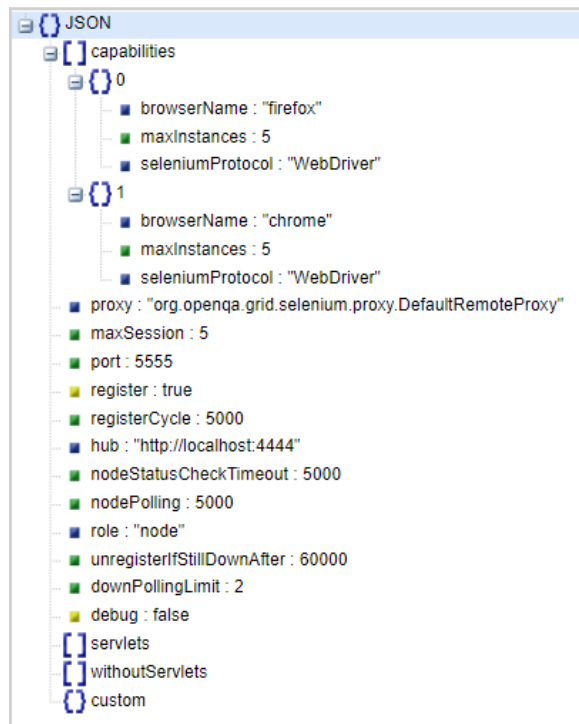 JSON
capabilities
0
browserName : "firefox"
maxInstances : 5
seleniumProtocol : "WebDriver"
1
browserName : "chrome"
maxInstances : 5
seleniumProtocol : "WebDriver"
proxy : "org.openqa.grid.selenium.proxy.DefaultRemoteProxy"
maxSession : 5
port : 5555
register : true
registerCycle : 5000
hub : "http://localhost:4444"
nodeStatusCheckTimeout : 5000
nodePolling : 5000
role : "node"
unregisterIfStillDownAfter : 60000
downPollingLimit : 2
debug : false
servlets
withoutServlets
custom